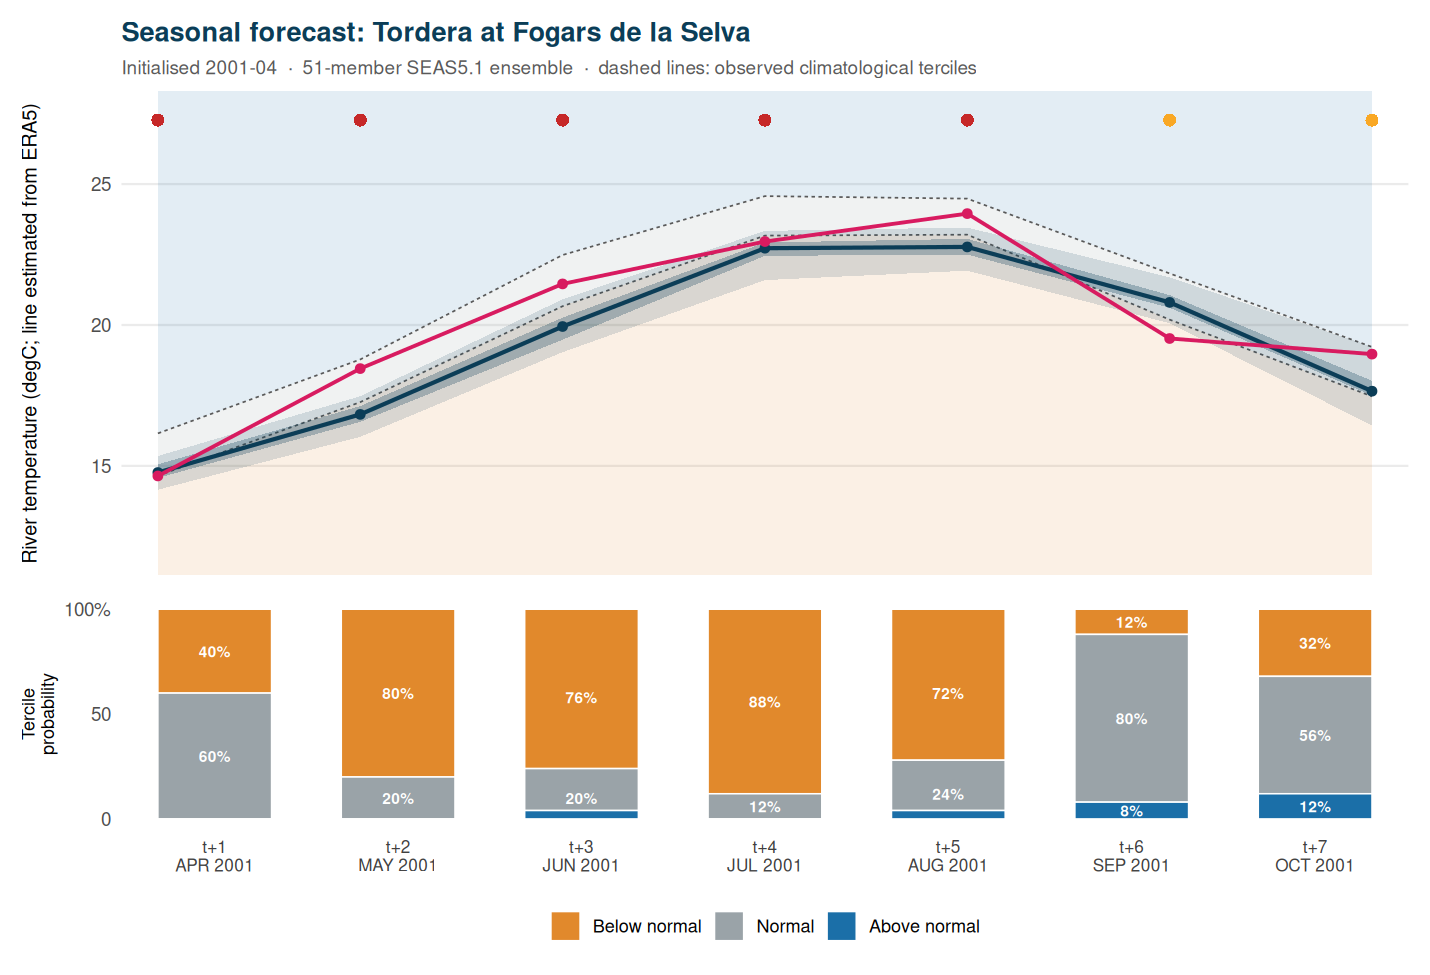 Seasonal forecast: Tordera at Fogars de la Selva
Initialised 2001-04 · 51-member SEAS5.1 ensemble · dashed lines: observed climatological terciles
River temperature (degC; line estimated from ERA5)
25
20
15
100%
50
0
Tercile
probability
40%
60%
80%
20%
76%
20%
88%
12%
72%
24%
12%
80%
8%
32%
56%
12%
t+1
APR 2001
t+2
MAY 2001
t+3
JUN 2001
t+4
JUL 2001
t+5
AUG 2001
t+6
SEP 2001
t+7
OCT 2001
Below normal
Normal
Above normal